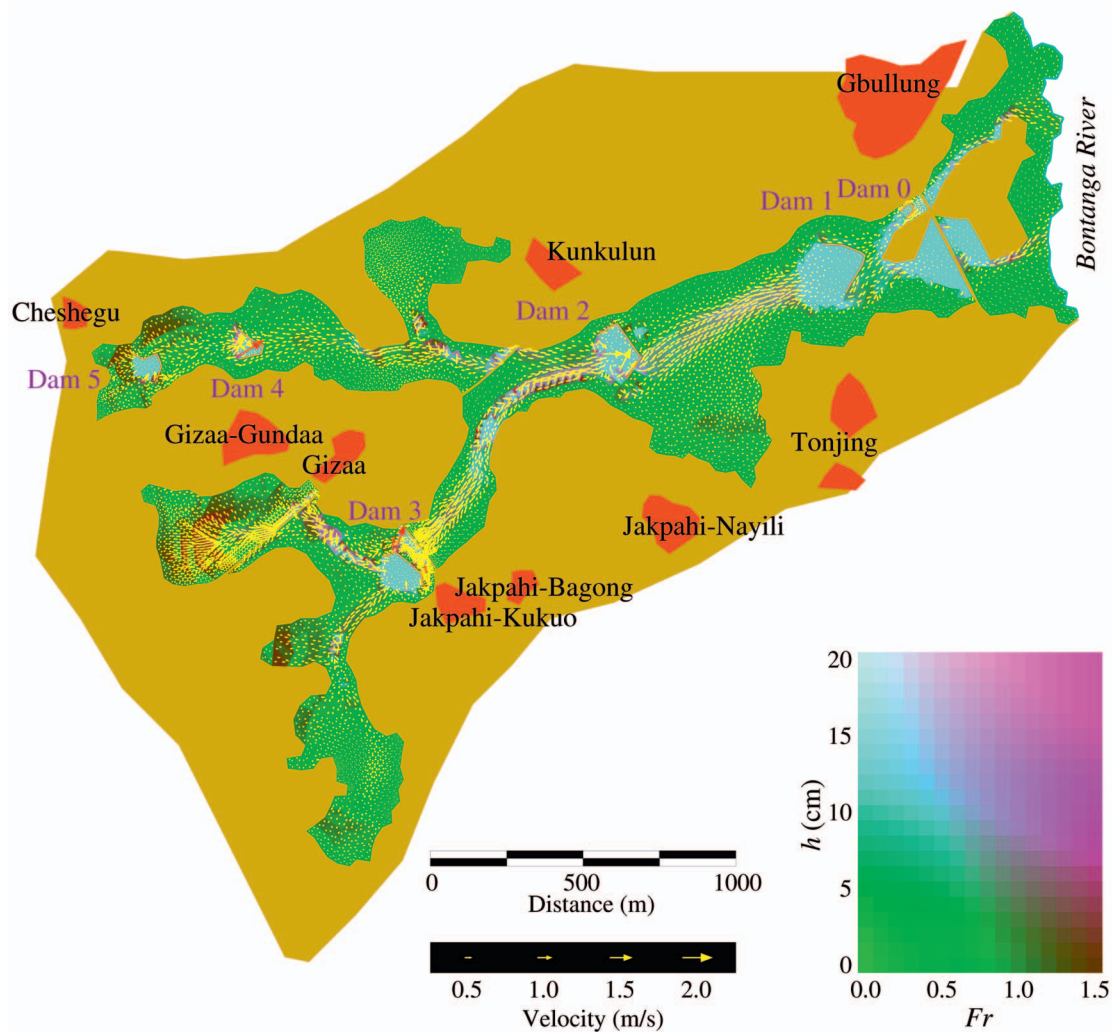 Gbullung
Bontanga River
Dam 1
Dam 0
Kunkulun
Cheshegu
Dam 2
Dam 5
Dam 4
Gizaa-Gundaa
Gizaa
Tonjing
Dam 3
Jakpahi-Nayili
Jakpahi-Bagong
Jakpahi-Kukuo
20
15
10
5
0
h (cm)
0.0 0.5 1.0 1.5
Fr
0 500 1000
Distance (m)
0.5 1.0 1.5 2.0
Velocity (m/s)